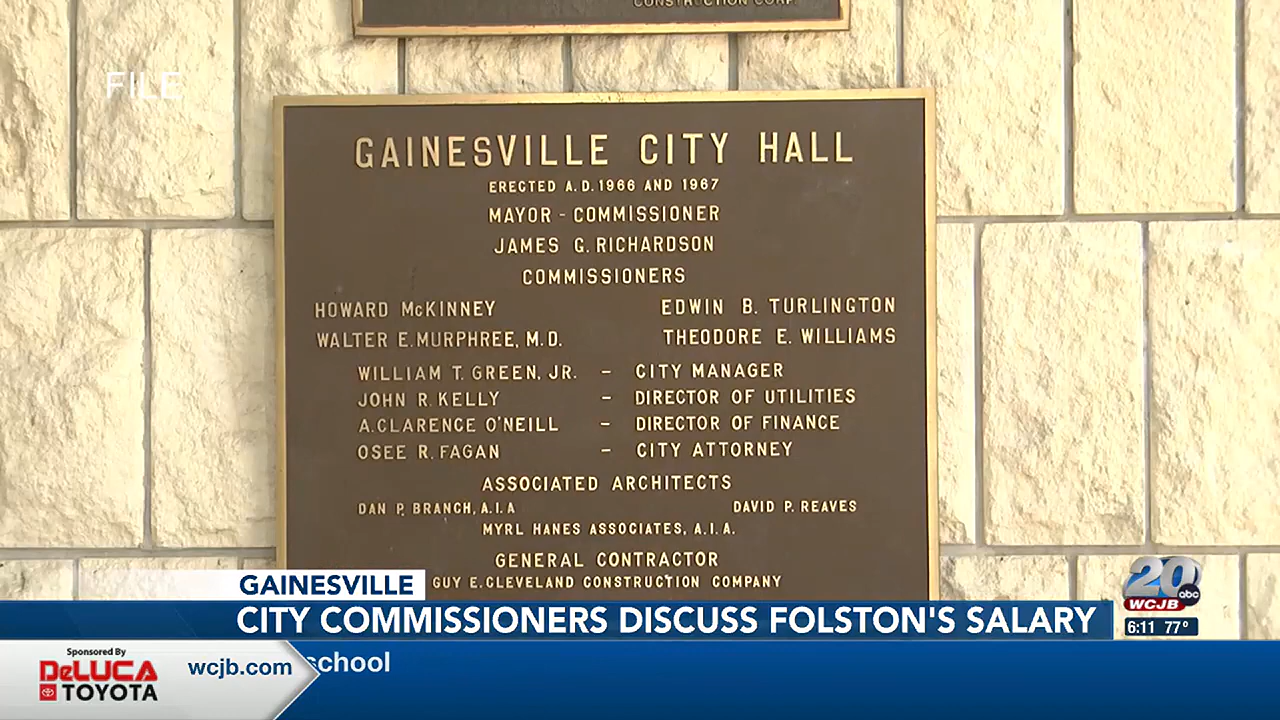 CONSTRUCTION CORP.
FILE
GAINESVILLE CITY HALL
ERECTED A.D. 1966 AND 1967
MAYOR - COMMISSIONER
JAMES G. RICHARDSON
COMMISSIONERS
HOWARD McKINNEY EDWIN B. TURLINGTON
WALTER E. MURPHREE, M.D. THEODORE E. WILLIAMS
WILLIAM T. GREEN, JR. – CITY MANAGER
JOHN R. KELLY – DIRECTOR OF UTILITIES
A. CLARENCE O'NEILL – DIRECTOR OF FINANCE
OSEE R. FAGAN – CITY ATTORNEY
ASSOCIATED ARCHITECTS
DAN P. BRANCH, A.I.A DAVID P. REAVES
MYRL HANES ASSOCIATES, A.I.A.
GENERAL CONTRACTOR
GUY E. CLEVELAND CONSTRUCTION COMPANY
GAINESVILLE
CITY COMMISSIONERS DISCUSS FOLSTON'S SALARY
20
abc
WCJB
6:11 77°
Sponsored By
DeLUCA
TOYOTA
wcjb.com
school